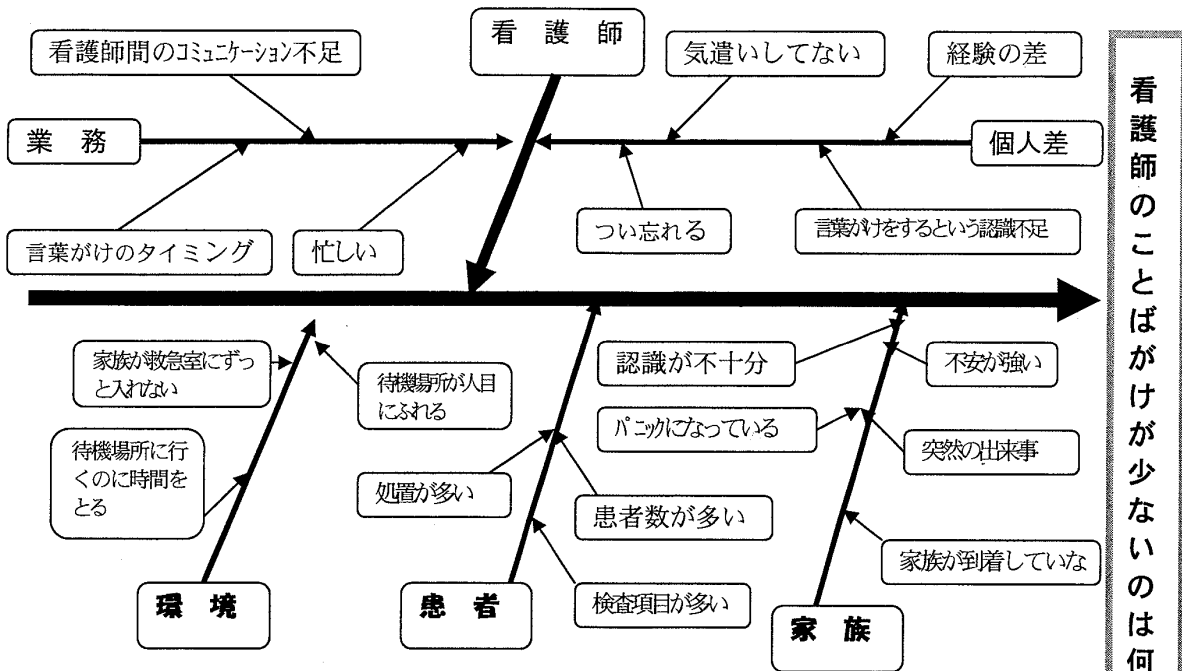 看護師
看護師間のコミュニケーション不足
気遣いしてない
経験の差
業務
個人差
言葉がけのタイミング
忙しい
つい忘れる
言葉がけをするという認識不足
家族が救急室にずっ
と入れない
待機場所が人目
にふれる
認識が不十分
不安が強い
パニックになっている
突然の出来事
待機場所に行
くのに時間を
とる
処置が多い
患者数が多い
家族が到着していな
検査項目が多い
環境
患者
家族
看護師のことばがけが少ないのは何